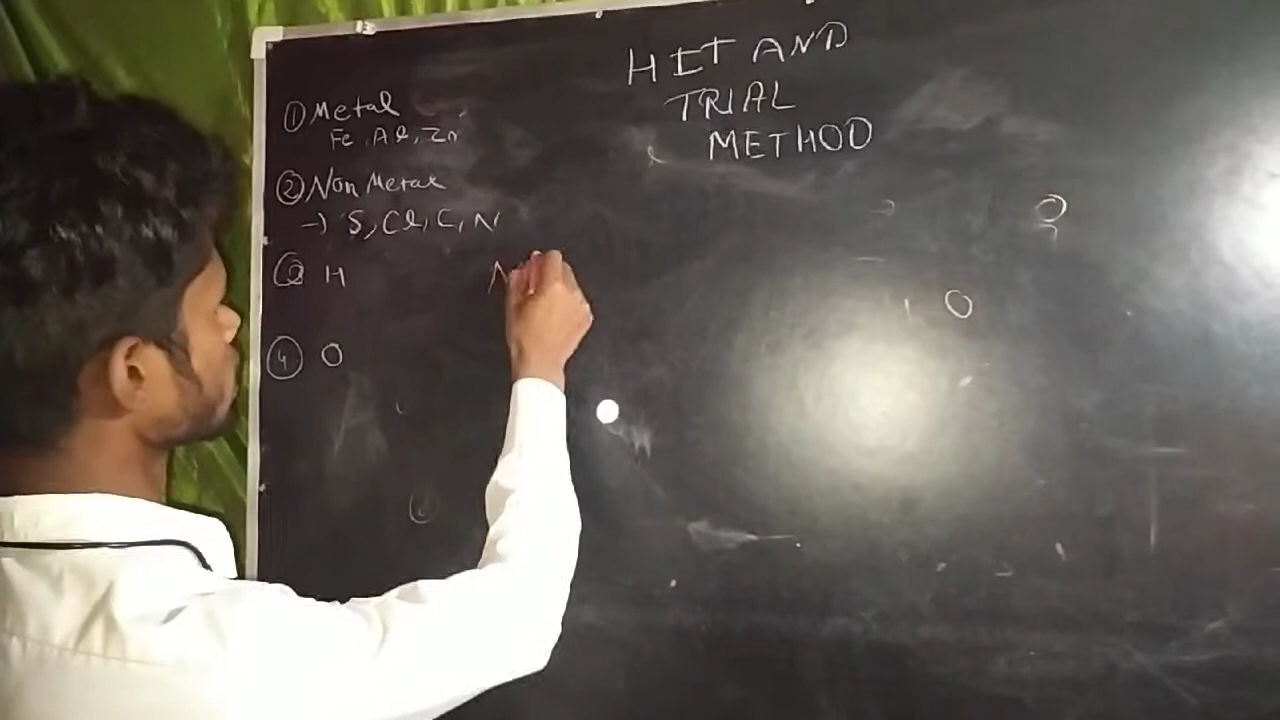 HIT AND
TRIAL
METHOD
① Metal
Fe, Al, Zn
② Non Metal
→ S, Cl, C, N
③ H
④ O